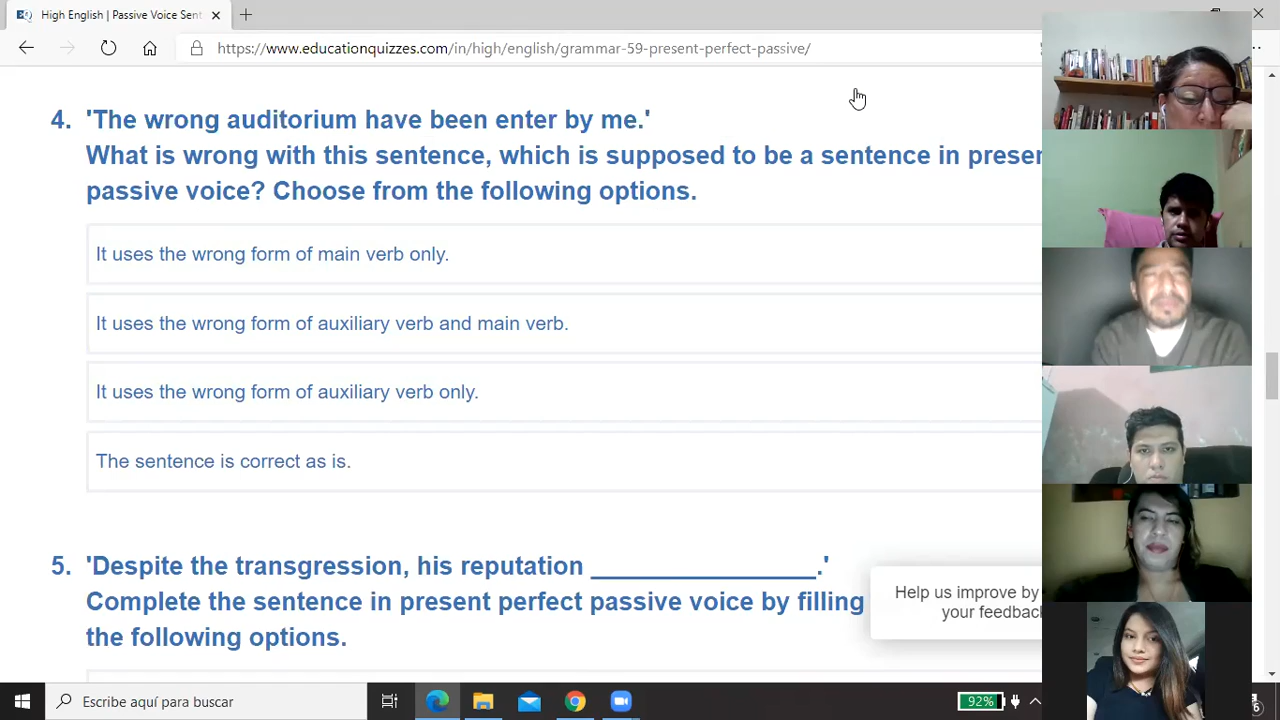 High English | Passive Voice Sent
https://www.educationquizzes.com/in/high/english/grammar-59-present-perfect-passive/
4. 'The wrong auditorium have been enter by me.'
What is wrong with this sentence, which is supposed to be a sentence in presen
passive voice? Choose from the following options.
It uses the wrong form of main verb only.
It uses the wrong form of auxiliary verb and main verb.
It uses the wrong form of auxiliary verb only.
The sentence is correct as is.
5. 'Despite the transgression, his reputation ________________.'
Complete the sentence in present perfect passive voice by filling
the following options.
Help us improve by
your feedback
Escribe aquí para buscar
92%